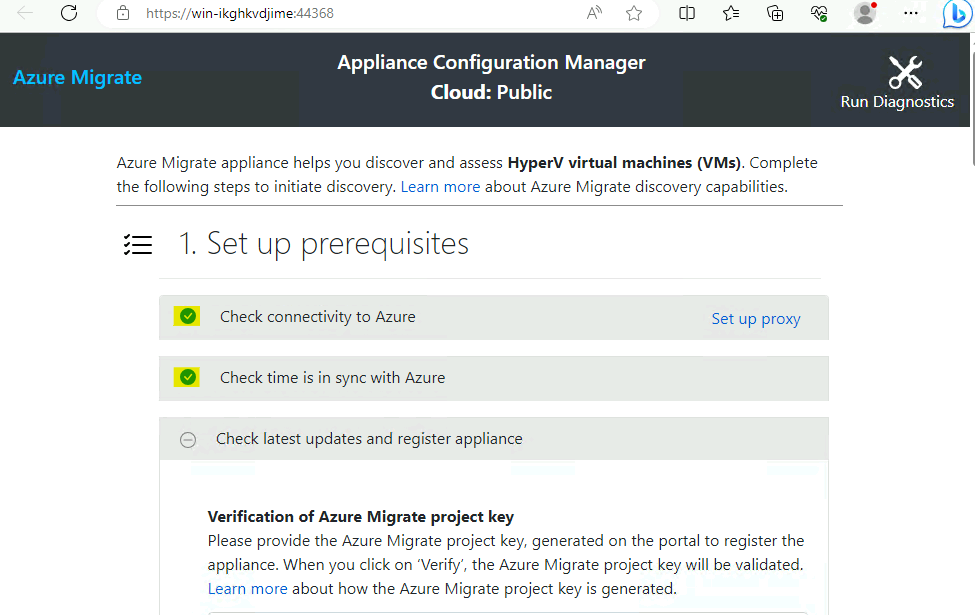 https://win-ikghkvdjime:44368
Azure Migrate
Appliance Configuration Manager
Cloud: Public
Run Diagnostics
Azure Migrate appliance helps you discover and assess HyperV virtual machines (VMs). Complete
the following steps to initiate discovery. Learn more about Azure Migrate discovery capabilities.
1. Set up prerequisites
Check connectivity to Azure
Set up proxy
Check time is in sync with Azure
Check latest updates and register appliance
Verification of Azure Migrate project key
Please provide the Azure Migrate project key, generated on the portal to register the
appliance. When you click on ‘Verify’, the Azure Migrate project key will be validated.
Learn more about how the Azure Migrate project key is generated.